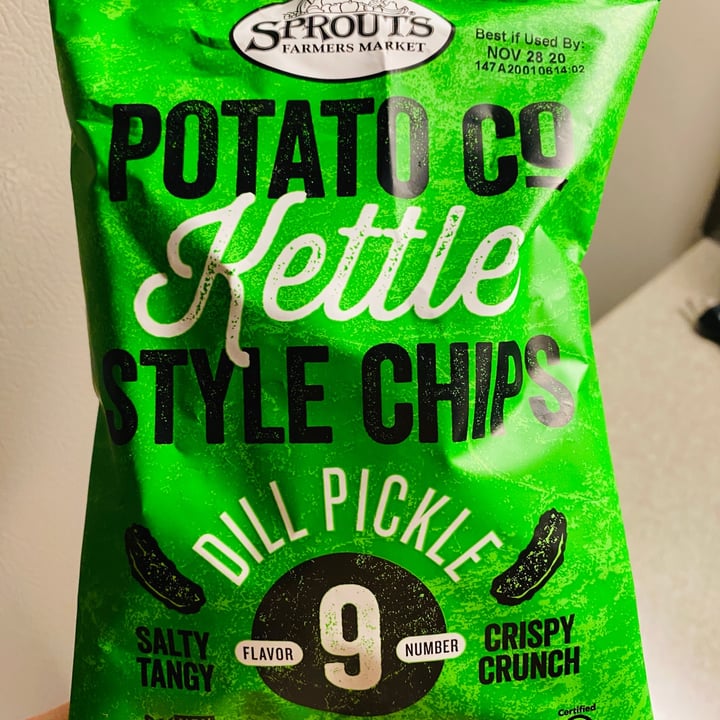 SPROUTS
FARMERS MARKET
Best if Used By:
NOV 28 20
147A20010614:02
POTATO CO
Kettle
STYLE CHIPS
DILL PICKLE
SALTY
TANGY
FLAVOR
9
NUMBER
CRISPY
CRUNCH
Certified